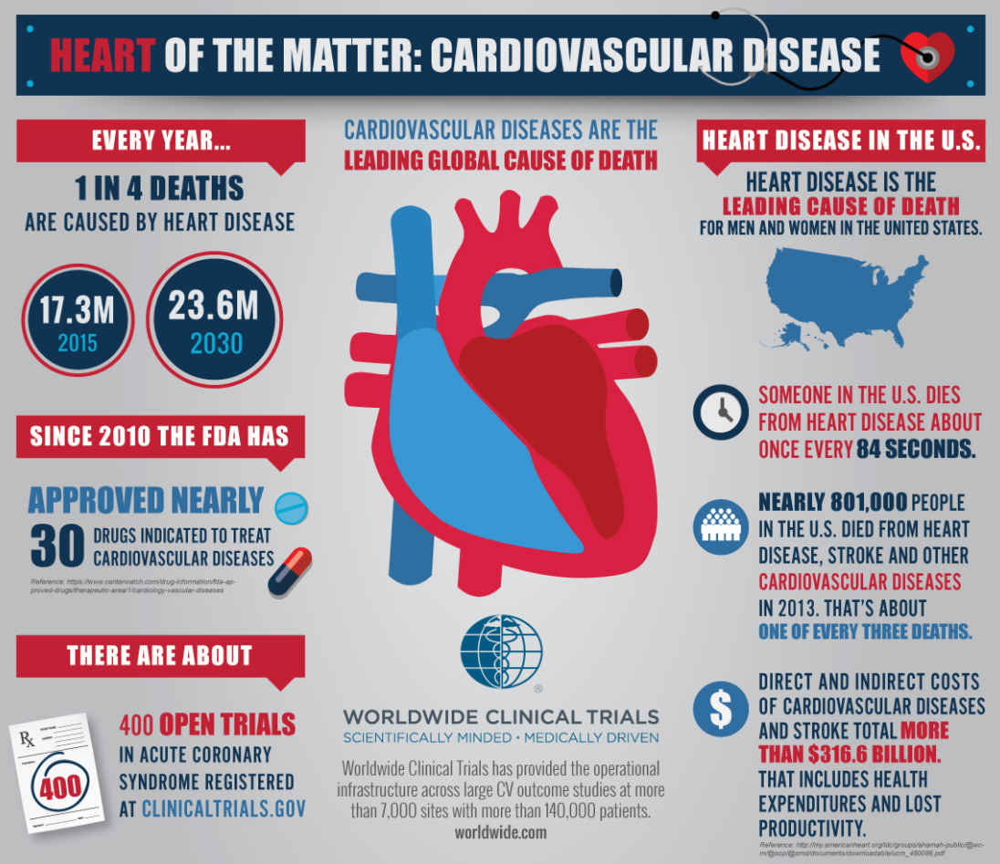 HEART OF THE MATTER: CARDIOVASCULAR DISEASE
EVERY YEAR...
1 IN 4 DEATHS
ARE CAUSED BY HEART DISEASE
17.3M
2015
23.6M
2030
SINCE 2010 THE FDA HAS
APPROVED NEARLY
30 DRUGS INDICATED TO TREAT
CARDIOVASCULAR DISEASES
Reference: https://www.centerwatch.com/drug-information/fda-ap-
proved-drugs/therapeutic-area/1/cardiology-vascular-diseases
THERE ARE ABOUT
Rx
400
400 OPEN TRIALS
IN ACUTE CORONARY
SYNDROME REGISTERED
AT CLINICALTRIALS.GOV
CARDIOVASCULAR DISEASES ARE THE
LEADING GLOBAL CAUSE OF DEATH
®
WORLDWIDE CLINICAL TRIALS
SCIENTIFICALLY MINDED • MEDICALLY DRIVEN
Worldwide Clinical Trials has provided the operational
infrastructure across large CV outcome studies at more
than 7,000 sites with more than 140,000 patients.
worldwide.com
HEART DISEASE IN THE U.S.
HEART DISEASE IS THE
LEADING CAUSE OF DEATH
FOR MEN AND WOMEN IN THE UNITED STATES.
SOMEONE IN THE U.S. DIES
FROM HEART DISEASE ABOUT
ONCE EVERY 84 SECONDS.
NEARLY 801,000 PEOPLE
IN THE U.S. DIED FROM HEART
DISEASE, STROKE AND OTHER
CARDIOVASCULAR DISEASES
IN 2013. THAT'S ABOUT
ONE OF EVERY THREE DEATHS.
$
DIRECT AND INDIRECT COSTS
OF CARDIOVASCULAR DISEASES
AND STROKE TOTAL MORE
THAN $316.6 BILLION.
THAT INCLUDES HEALTH
EXPENDITURES AND LOST
PRODUCTIVITY.
Reference: http://my.americanheart.org/idc/groups/ahamah-public/@wc-
m/@sop/@smd/documents/downloadable/ucm_480086.pdf